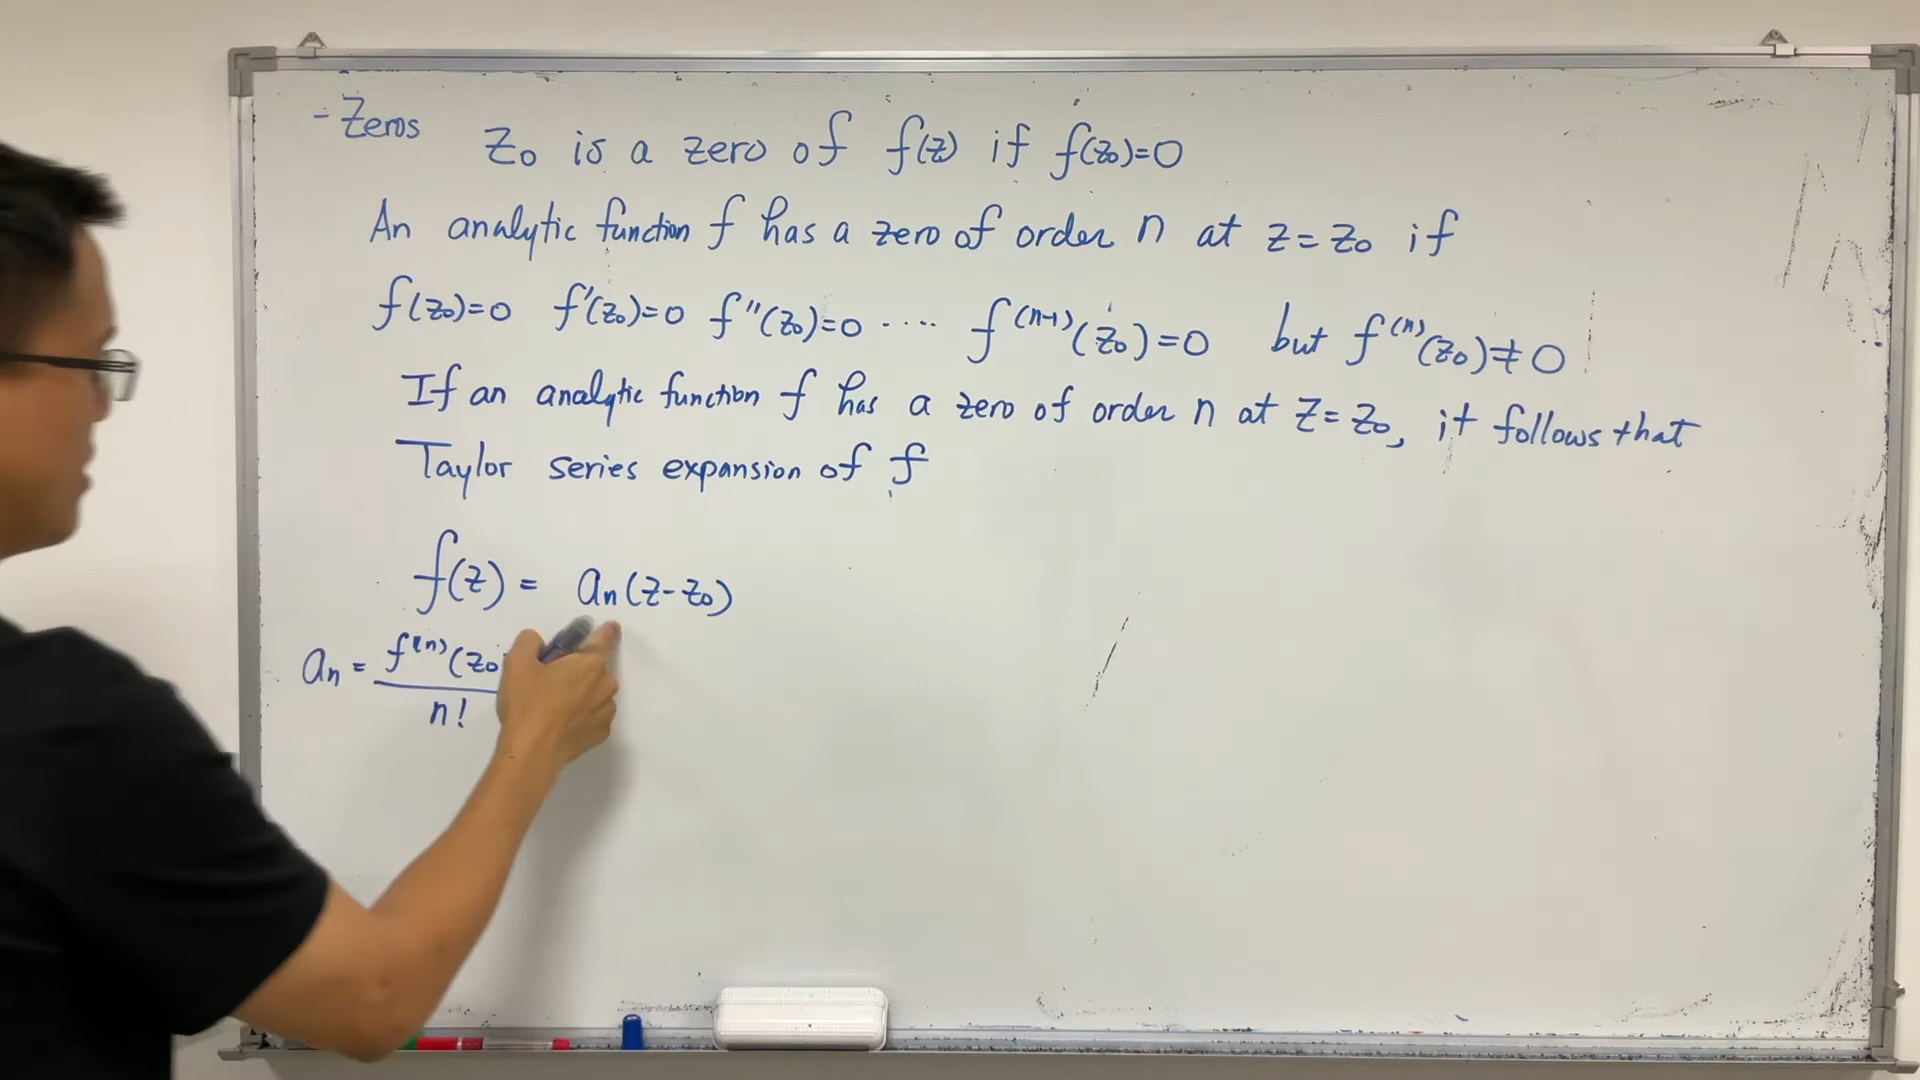 - Zeros
z₀ is a zero of f(z) if f(z₀)=0
An analytic function f has a zero of order n at z=z₀ if
f(z₀)=0 f'(z₀)=0 f''(z₀)=0 ···· f⁽ⁿ⁻¹⁾(z₀)=0 but f⁽ⁿ⁾(z₀)≠0
If an analytic function f has a zero of order n at z=z₀, it follows that
Taylor series expansion of f
f(z) = aₙ(z-z₀)
aₙ = f⁽ⁿ⁾(z₀
n!